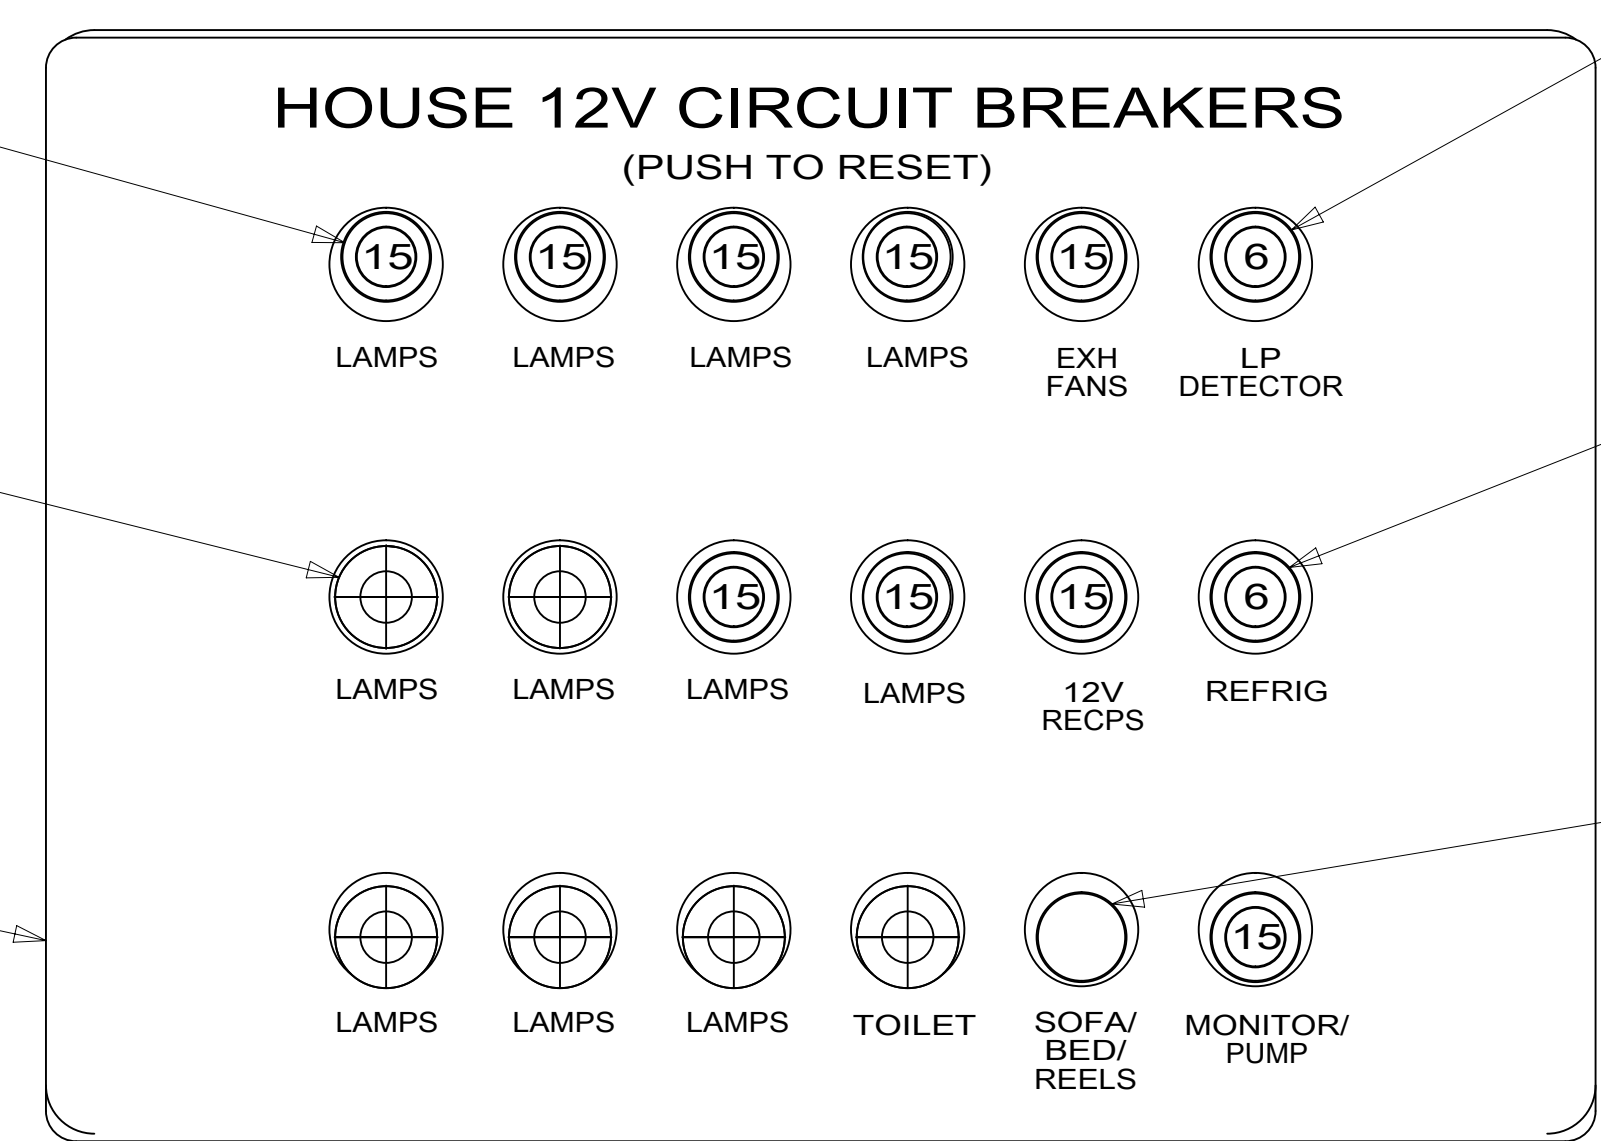 HOUSE 12V CIRCUIT BREAKERS
(PUSH TO RESET)
15 15 15 15 15 6
LAMPS LAMPS LAMPS LAMPS EXH LP
FANS DETECTOR
15 15 15 6
LAMPS LAMPS LAMPS LAMPS 12V REFRIG
RECPS
15
LAMPS LAMPS LAMPS TOILET SOFA/ MONITOR/
BED/ PUMP
REELS